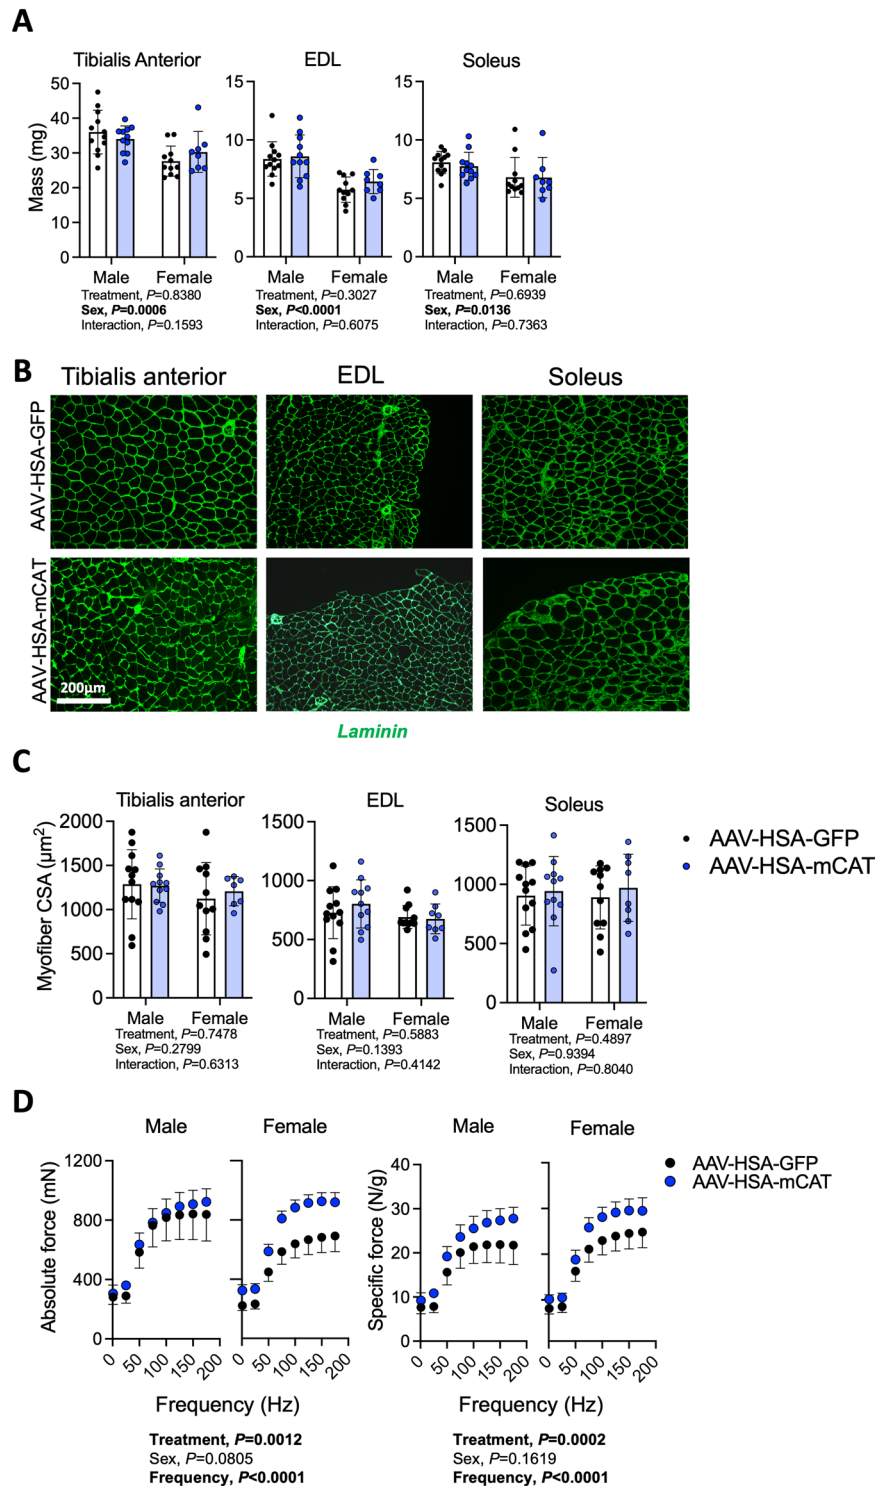 A
Tibialis Anterior
EDL
Soleus
Mass (mg)
50
40
30
20
10
0
15
10
5
0
15
10
5
0
Male
Female
Male
Female
Male
Female
Treatment, P=0.8380
Sex, P=0.0006
Interaction, P=0.1593
Treatment, P=0.3027
Sex, P<0.0001
Interaction, P=0.6075
Treatment, P=0.6939
Sex, P=0.0136
Interaction, P=0.7363
B
Tibialis anterior
EDL
Soleus
AAV-HSA-GFP
AAV-HSA-mCAT
200µm
Laminin
C
Tibialis anterior
EDL
Soleus
Myofiber CSA (µm²)
2000
1500
1000
500
0
1500
1000
500
0
1500
1000
500
0
Male
Female
Male
Female
Male
Female
Treatment, P=0.7478
Sex, P=0.2799
Interaction, P=0.6313
Treatment, P=0.5883
Sex, P=0.1393
Interaction, P=0.4142
Treatment, P=0.4897
Sex, P=0.9394
Interaction, P=0.8040
AAV-HSA-GFP
AAV-HSA-mCAT
D
Male
Female
Male
Female
Absolute force (mN)
1200
800
400
0
0
50
100
150
200
0
50
100
150
200
Frequency (Hz)
Specific force (N/g)
40
30
20
10
0
0
50
100
150
200
0
50
100
150
200
Frequency (Hz)
AAV-HSA-GFP
AAV-HSA-mCAT
Treatment, P=0.0012
Sex, P=0.0805
Frequency, P<0.0001
Treatment, P=0.0002
Sex, P=0.1619
Frequency, P<0.0001